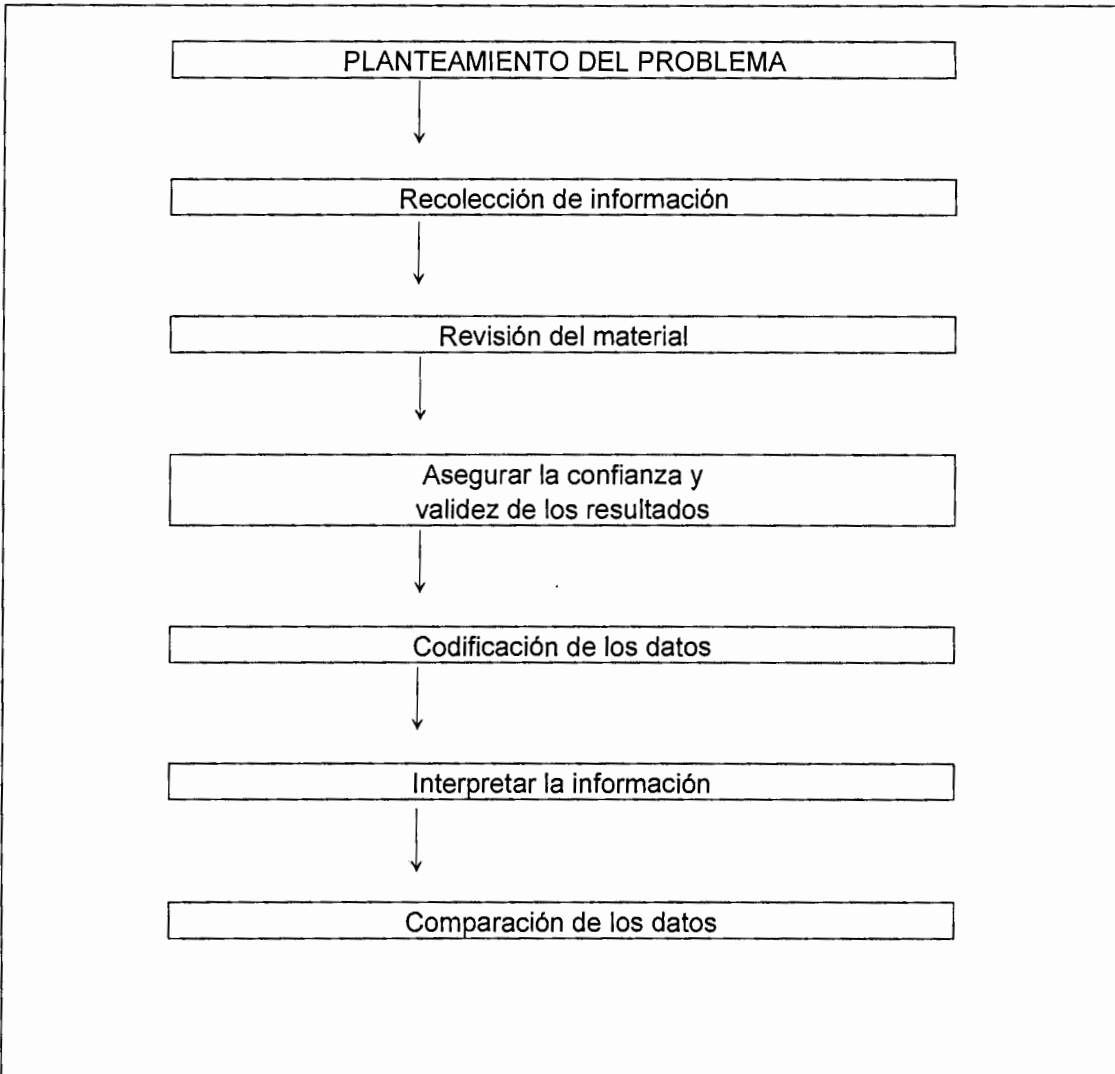 PLANTEAMIENTO DEL PROBLEMA
Recolección de información
Revisión del material
Asegurar la confianza y
validez de los resultados
Codificación de los datos
Interpretar la información
Comparación de los datos